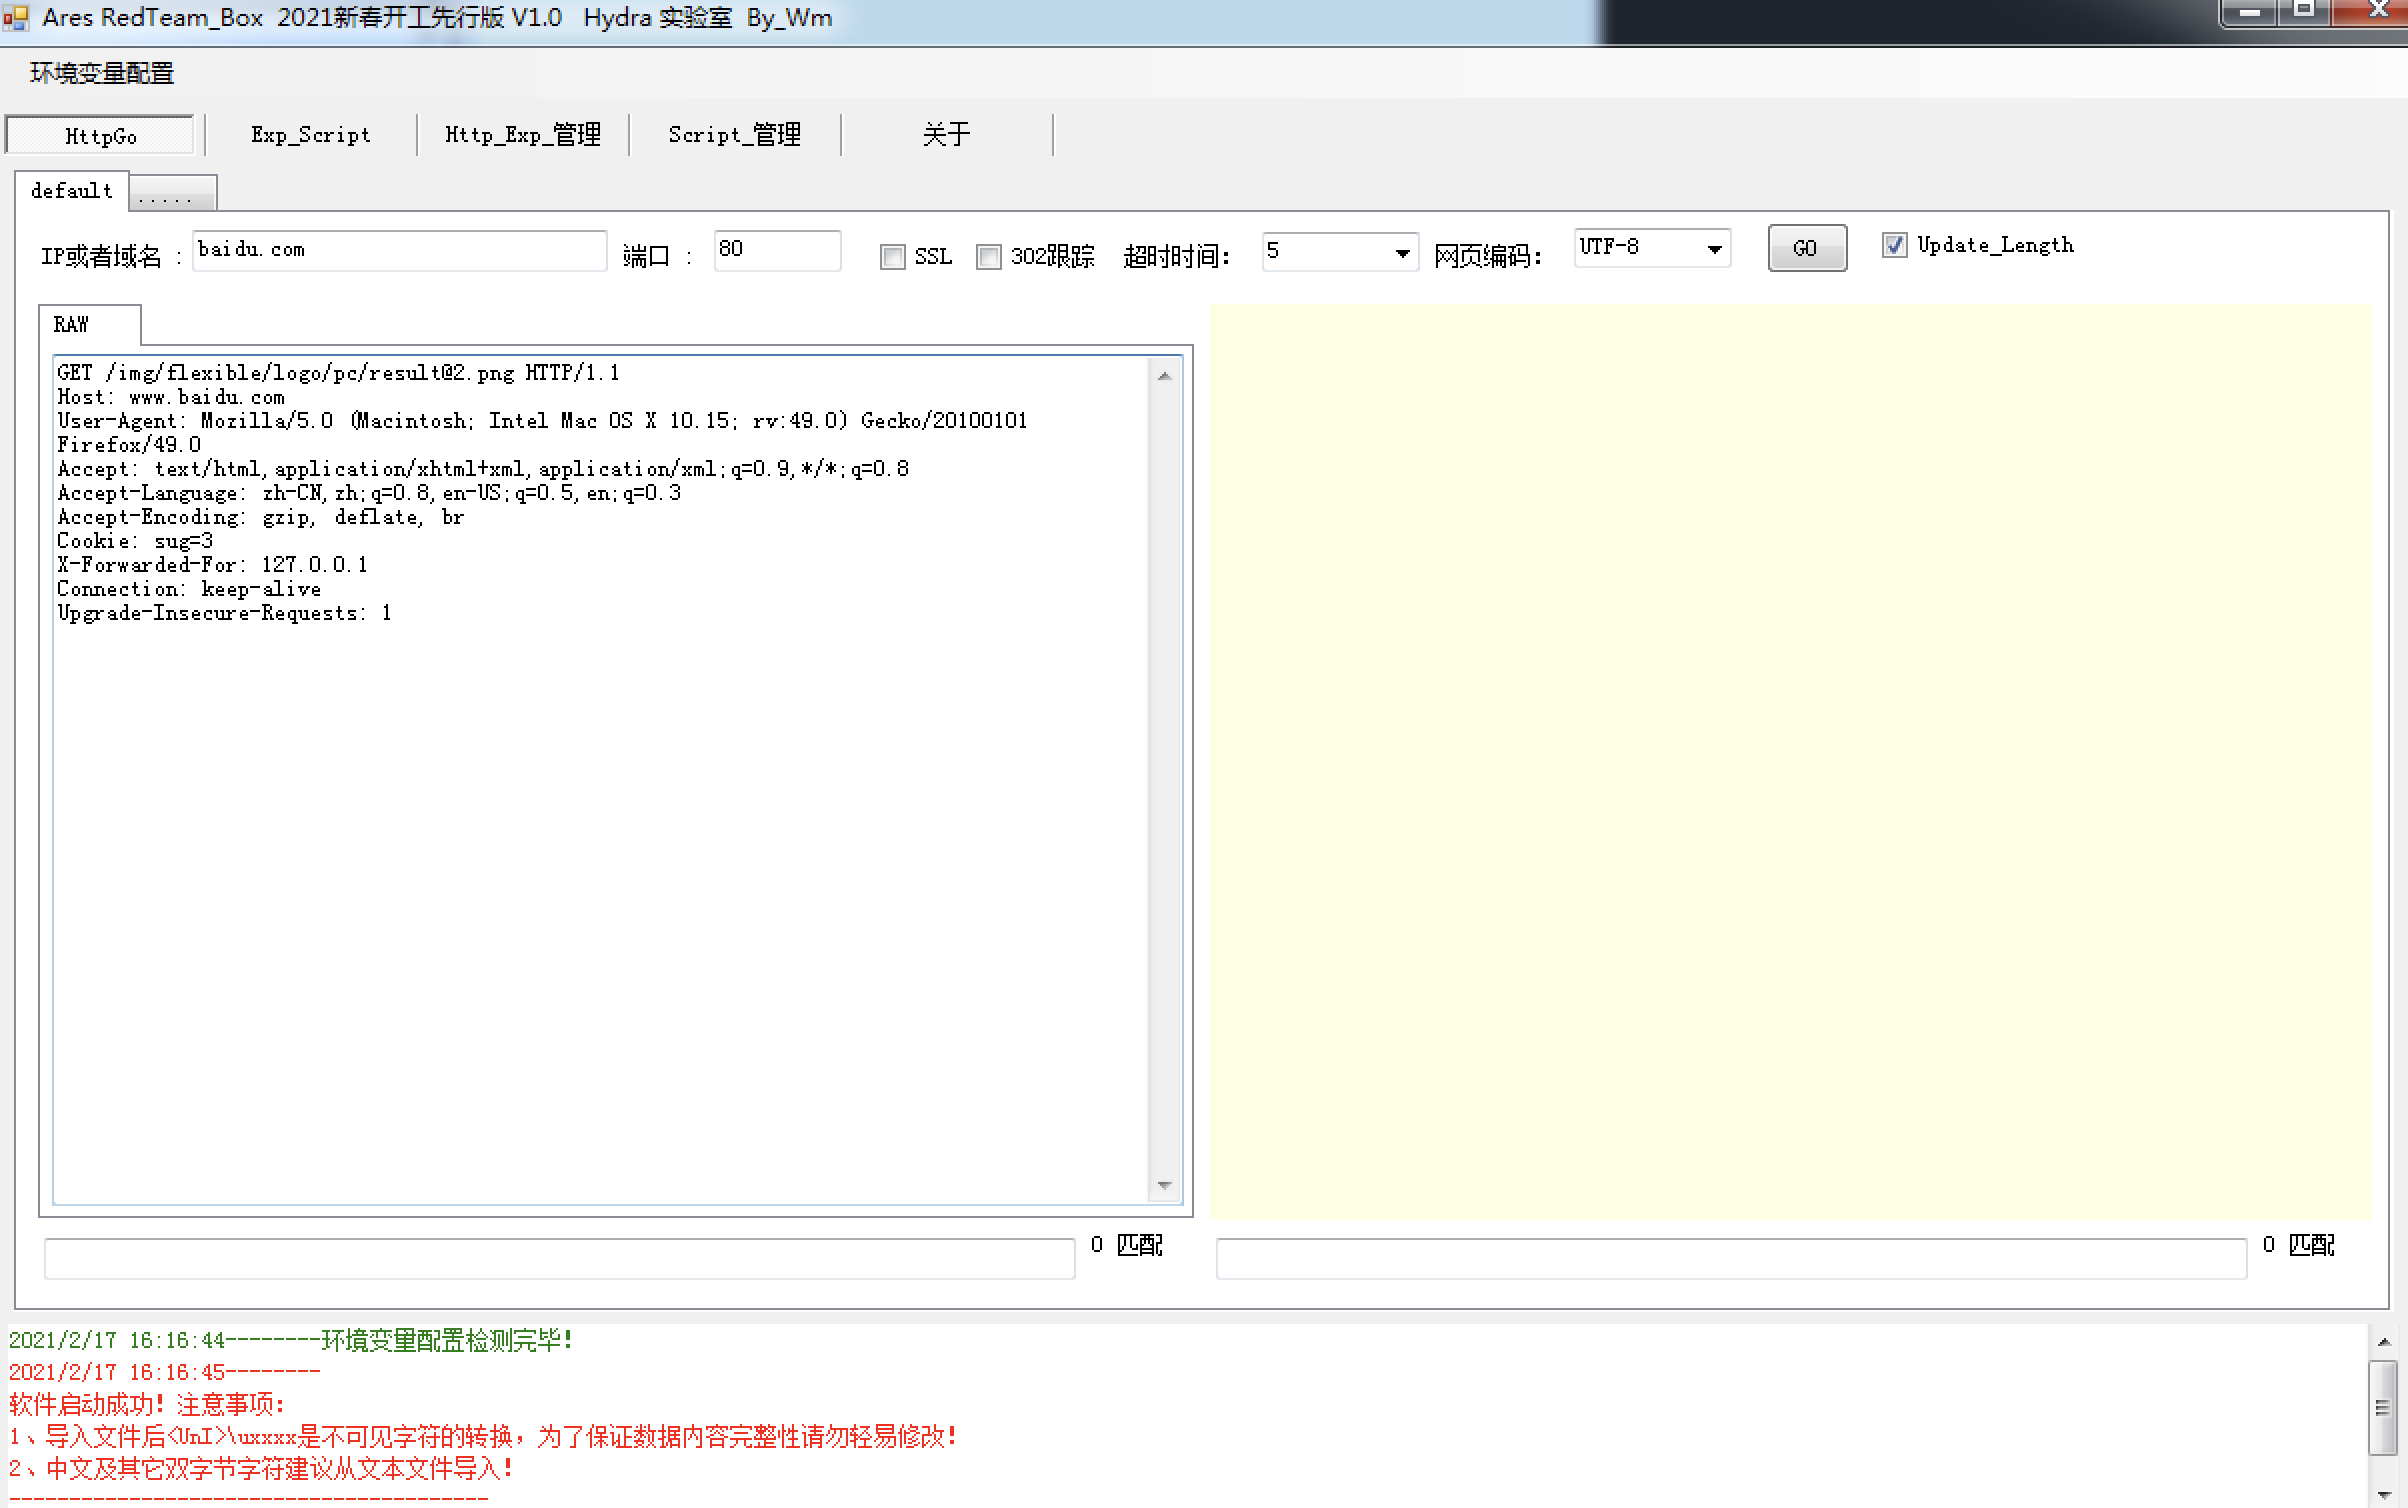 Ares RedTeam_Box 2021新春开工先行版 V1.0 Hydra 实验室 By_Wm
环境变量配置
HttpGo Exp_Script Http_Exp_管理 Script_管理 关于
default .....
IP或者域名 : baidu.com 端口 : 80 SSL 302跟踪 超时时间: 5 网页编码: UTF-8 GO Update_Length
RAW
GET /img/flexible/logo/pc/result@2.png HTTP/1.1
Host: www.baidu.com
User-Agent: Mozilla/5.0 (Macintosh; Intel Mac OS X 10.15; rv:49.0) Gecko/20100101
Firefox/49.0
Accept: text/html,application/xhtml+xml,application/xml;q=0.9,*/*;q=0.8
Accept-Language: zh-CN,zh;q=0.8,en-US;q=0.5,en;q=0.3
Accept-Encoding: gzip, deflate, br
Cookie: sug=3
X-Forwarded-For: 127.0.0.1
Connection: keep-alive
Upgrade-Insecure-Requests: 1
0 匹配 0 匹配
2021/2/17 16:16:44--------环境变量配置检测完毕!
2021/2/17 16:16:45--------
软件启动成功! 注意事项:
1、导入文件后<UnI>\uxxxx是不可见字符的转换，为了保证数据内容完整性请勿轻易修改!
2、中文及其它双字节字符建议从文本文件导入!
----------------------------------------